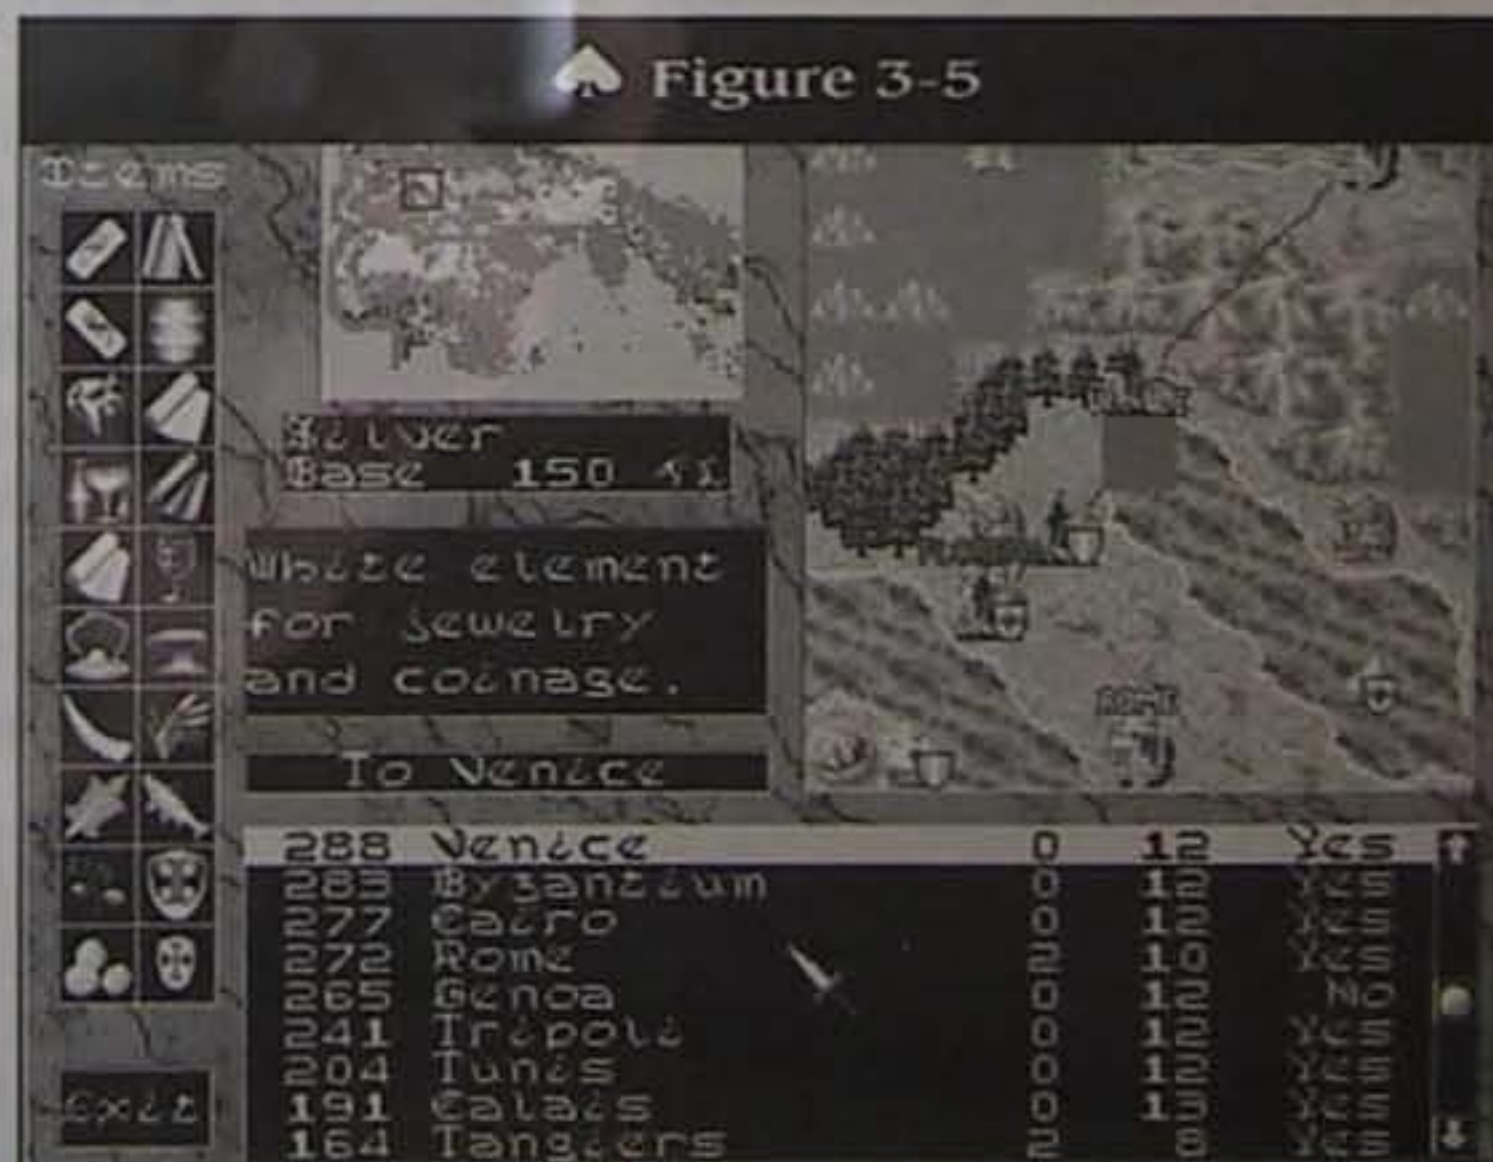 Figure 3-5
Items
Silver
Base 150
White element
for jewelry
and coinage.
To Venice
ROME
288 Venice 0 12 Yes
283 Byzantium 0 12 Yes
277 Cairo 0 12 Yes
272 Rome 2 10 Yes
265 Genoa 0 12 No
241 Tripoli 0 12 Yes
204 Tunis 0 12 Yes
191 Calais 0 13 Yes
164 Tangiers 2 8 Yes
Exit